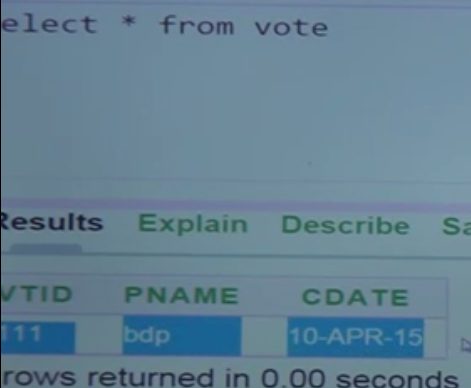 elect * from vote
Results Explain Describe Sa
VTID PNAME CDATE
111 bdp 10-APR-15
rows returned in 0.00 seconds